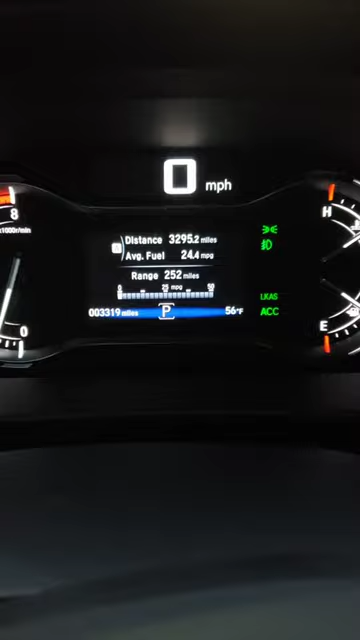 0 mph
8
x1000r/min
H
Distance 3295.2 miles
Avg. Fuel 24.4 mpg
Range 252 miles
0 25 mpg 50
LKAS
003319 miles P 56°F
ACC
0
E